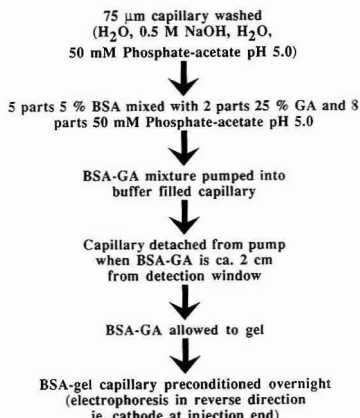 75 µm capillary washed
(H2O, 0.5 M NaOH, H2O,
50 mM Phosphate-acetate pH 5.0)
5 parts 5 % BSA mixed with 2 parts 25 % GA and 8
parts 50 mM Phosphate-acetate pH 5.0
BSA-GA mixture pumped into
buffer filled capillary
Capillary detached from pump
when BSA-GA is ca. 2 cm
from detection window
BSA-GA allowed to gel
BSA-gel capillary preconditioned overnight
(electrophoresis in reverse direction
ie. cathode at injection end)